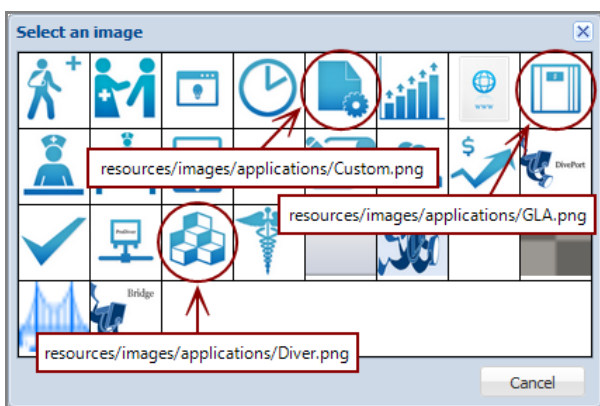 Select an image
www
resources/images/applications/Custom.png
$
DivePort
resources/images/applications/GLA.png
ProDiver
Bridge
resources/images/applications/Diver.png
Cancel